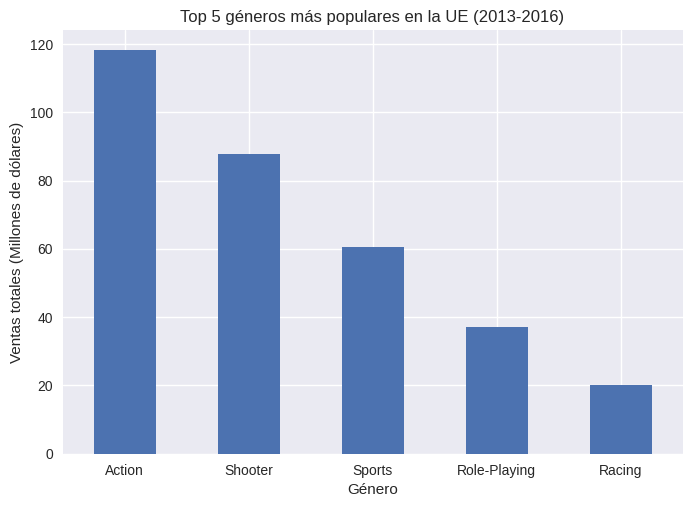 Top 5 géneros más populares en la UE (2013-2016)
Ventas totales (Millones de dólares)
120
100
80
60
40
20
0
Action Shooter Sports Role-Playing Racing
Género